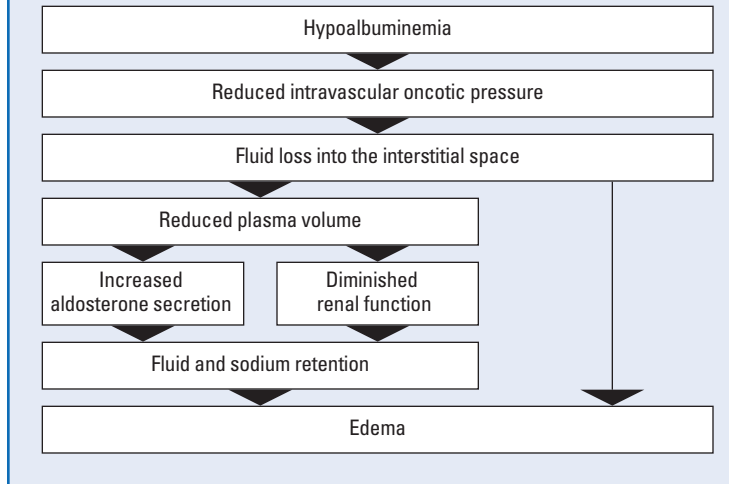 Hypoalbuminemia
Reduced intravascular oncotic pressure
Fluid loss into the interstitial space
Reduced plasma volume
Increased
aldosterone secretion
Diminished
renal function
Fluid and sodium retention
Edema